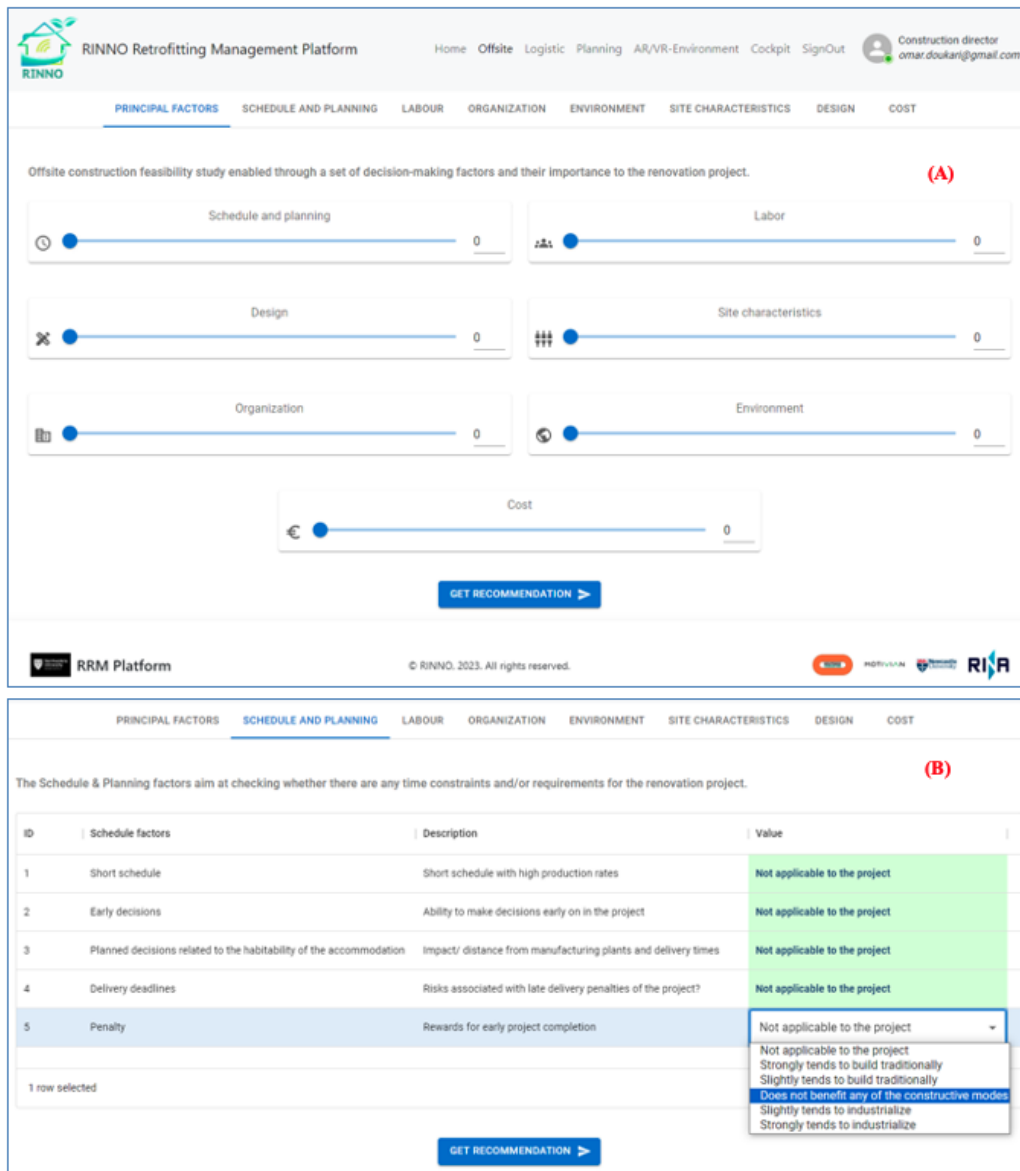 RINNO
RINNO Retrofitting Management Platform
Home Offsite Logistic Planning AR/VR-Environment Cockpit SignOut
Construction director
omar.doukari@gmail.com
PRINCIPAL FACTORS SCHEDULE AND PLANNING LABOUR ORGANIZATION ENVIRONMENT SITE CHARACTERISTICS DESIGN COST
Offsite construction feasibility study enabled through a set of decision-making factors and their importance to the renovation project.
(A)
Schedule and planning
0
Labor
0
Design
0
Site characteristics
0
Organization
0
Environment
0
Cost
€ 0
GET RECOMMENDATION
RRM Platform
© RINNO. 2023. All rights reserved.
Newcastle University
RINA
PRINCIPAL FACTORS SCHEDULE AND PLANNING LABOUR ORGANIZATION ENVIRONMENT SITE CHARACTERISTICS DESIGN COST
(B)
The Schedule & Planning factors aim at checking whether there are any time constraints and/or requirements for the renovation project.
ID Schedule factors Description Value
1 Short schedule Short schedule with high production rates Not applicable to the project
2 Early decisions Ability to make decisions early on in the project Not applicable to the project
3 Planned decisions related to the habitability of the accommodation Impact/ distance from manufacturing plants and delivery times Not applicable to the project
4 Delivery deadlines Risks associated with late delivery penalties of the project? Not applicable to the project
5 Penalty Rewards for early project completion Not applicable to the project
Not applicable to the project
Strongly tends to build traditionally
Slightly tends to build traditionally
Does not benefit any of the constructive modes
Slightly tends to industrialize
Strongly tends to industrialize
1 row selected
GET RECOMMENDATION